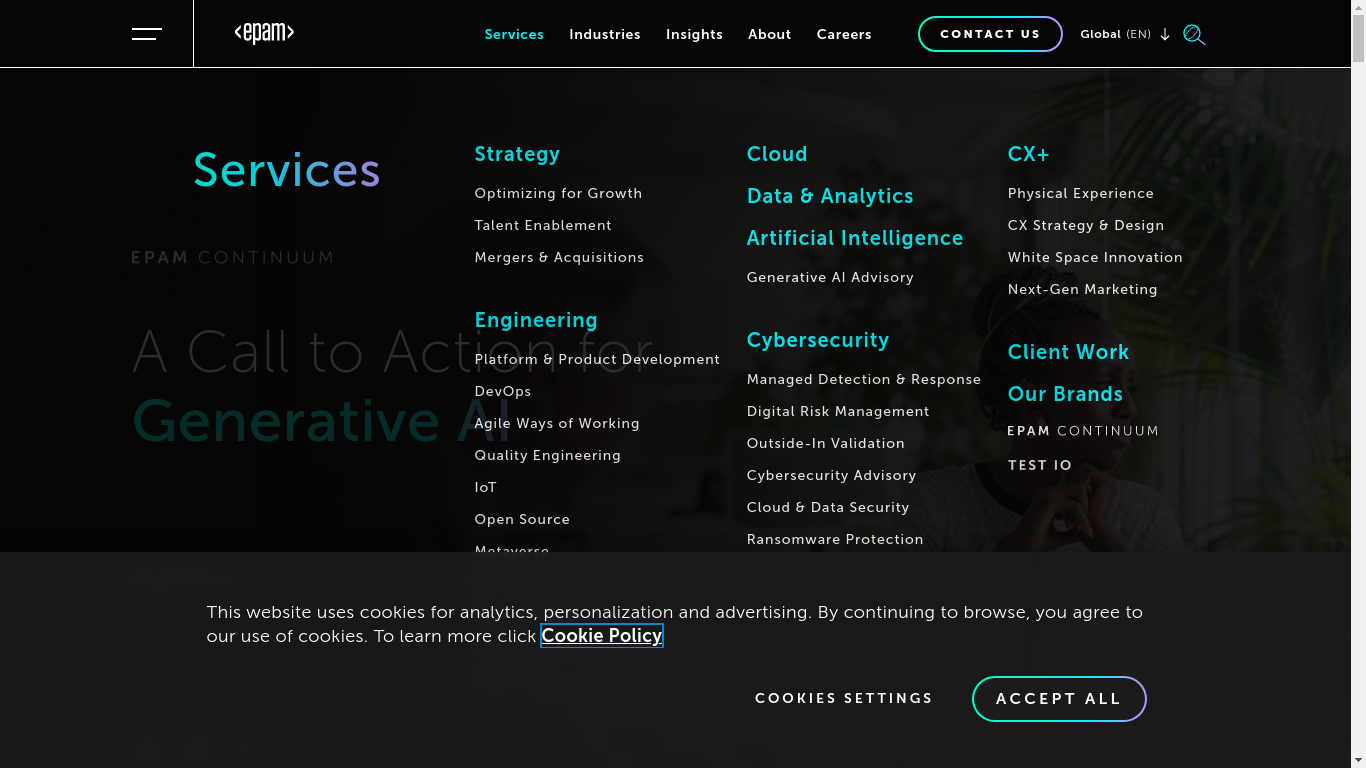 <epam>
Services
Industries
Insights
About
Careers
CONTACT US
Global (EN)
Services
EPAM CONTINUUM
A Call to Action for
Generative AI
Strategy
Optimizing for Growth
Talent Enablement
Mergers & Acquisitions
Engineering
Platform & Product Development
DevOps
Agile Ways of Working
Quality Engineering
IoT
Open Source
Metaverse
Cloud
Data & Analytics
Artificial Intelligence
Generative AI Advisory
Cybersecurity
Managed Detection & Response
Digital Risk Management
Outside-In Validation
Cybersecurity Advisory
Cloud & Data Security
Ransomware Protection
CX+
Physical Experience
CX Strategy & Design
White Space Innovation
Next-Gen Marketing
Client Work
Our Brands
EPAM CONTINUUM
TEST IO
This website uses cookies for analytics, personalization and advertising. By continuing to browse, you agree to
our use of cookies. To learn more click Cookie Policy
COOKIES SETTINGS
ACCEPT ALL